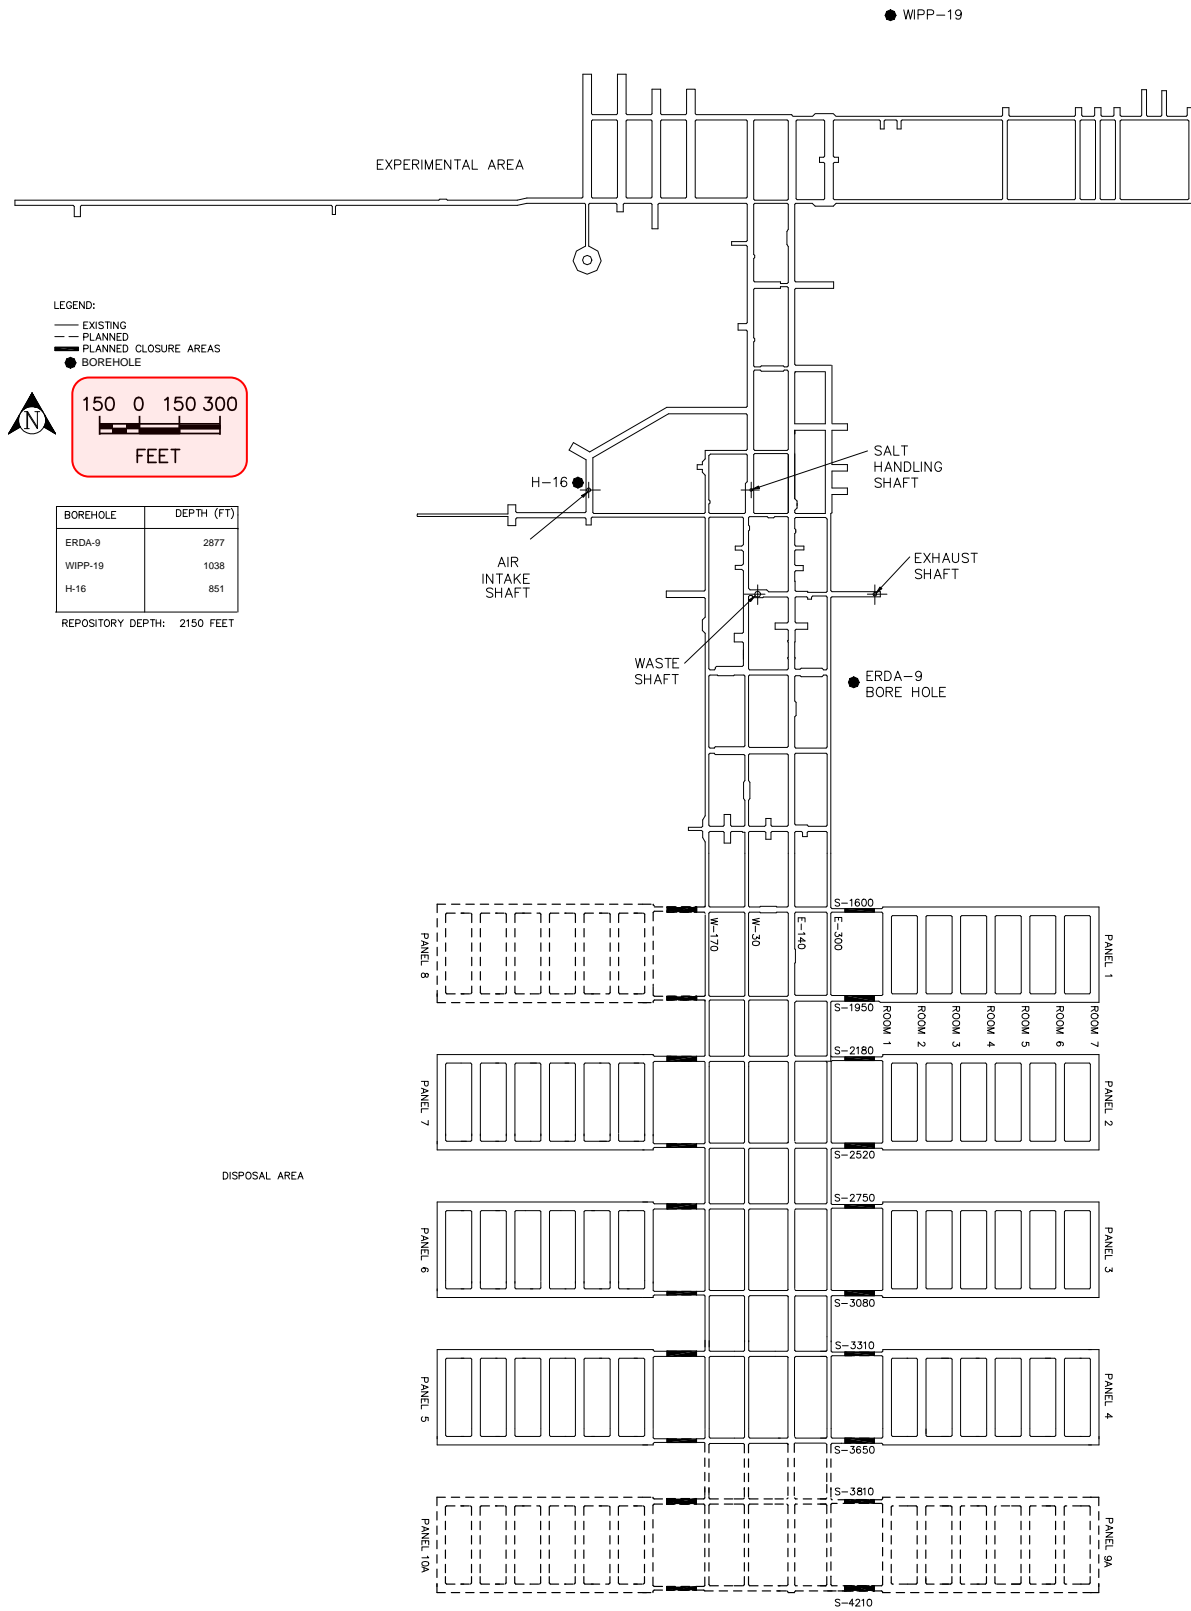 WIPP-19
EXPERIMENTAL AREA
LEGEND:
EXISTING
PLANNED
PLANNED CLOSURE AREAS
BOREHOLE
N
150 0 150 300
FEET
BOREHOLE DEPTH (FT)
ERDA-9 2877
WIPP-19 1038
H-16 851
REPOSITORY DEPTH: 2150 FEET
SALT
HANDLING
SHAFT
H-16
AIR
INTAKE
SHAFT
EXHAUST
SHAFT
WASTE
SHAFT
ERDA-9
BORE HOLE
S-1600
W-170
W-30
E-140
E-300
PANEL 8
PANEL 1
S-1950
ROOM 1
ROOM 2
ROOM 3
ROOM 4
ROOM 5
ROOM 6
ROOM 7
S-2180
PANEL 7
PANEL 2
S-2520
DISPOSAL AREA
S-2750
PANEL 6
PANEL 3
S-3080
S-3310
PANEL 5
PANEL 4
S-3650
S-3810
PANEL 10A
PANEL 9A
S-4210